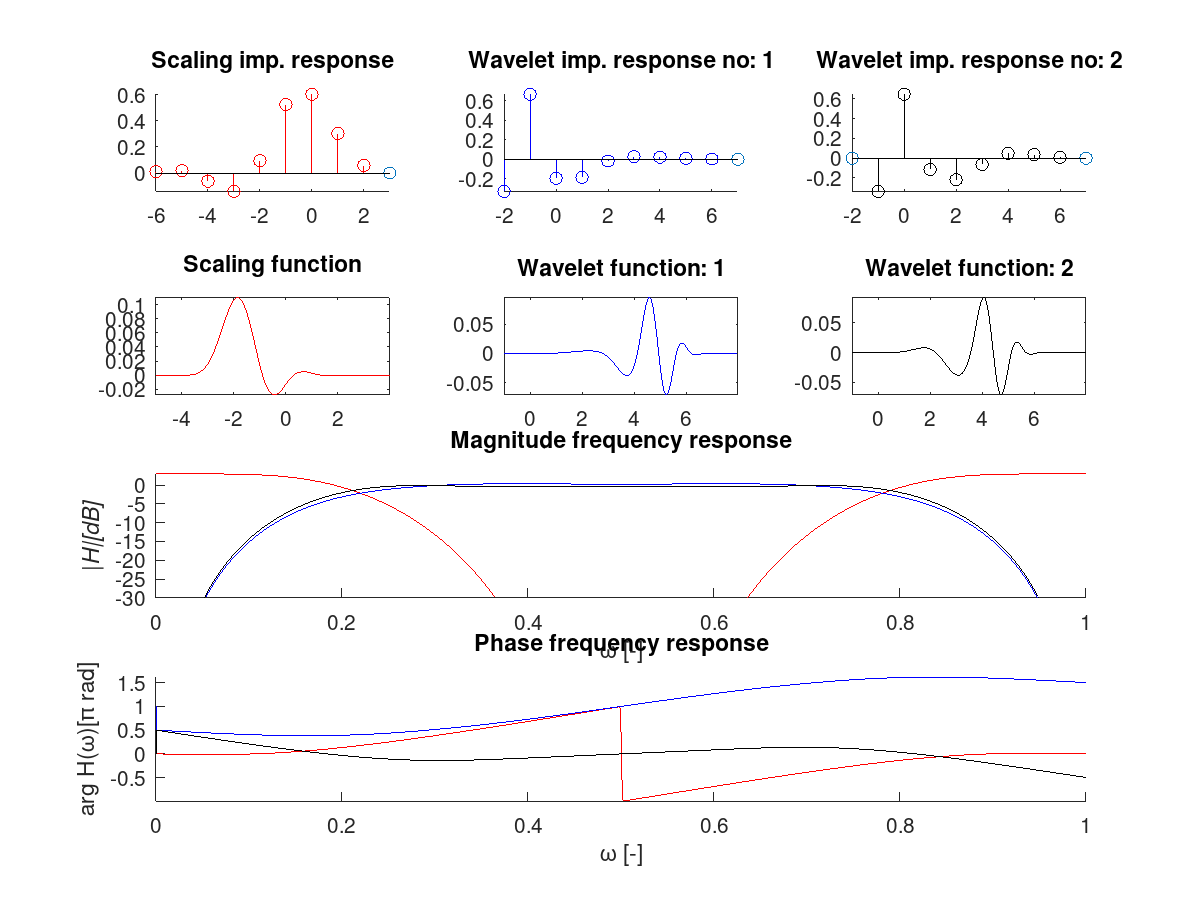 Scaling imp. response
Wavelet imp. response no: 1
Wavelet imp. response no: 2
0.6
0.4
0.2
0
-6 -4 -2 0 2
0.6
0.4
0.2
0
-0.2
-2 0 2 4 6
0.6
0.4
0.2
0
-0.2
-2 0 2 4 6
Scaling function
Wavelet function: 1
Wavelet function: 2
0.1
0.08
0.06
0.04
0.02
0
-0.02
-4 -2 0 2
0.05
0
-0.05
0 2 4 6
0.05
0
-0.05
0 2 4 6
Magnitude frequency response
|H|[dB]
0
-5
-10
-15
-20
-25
-30
0 0.2 0.4 0.6 0.8 1
ω [-]
Phase frequency response
arg H(ω)[π rad]
1.5
1
0.5
0
-0.5
0 0.2 0.4 0.6 0.8 1
ω [-]